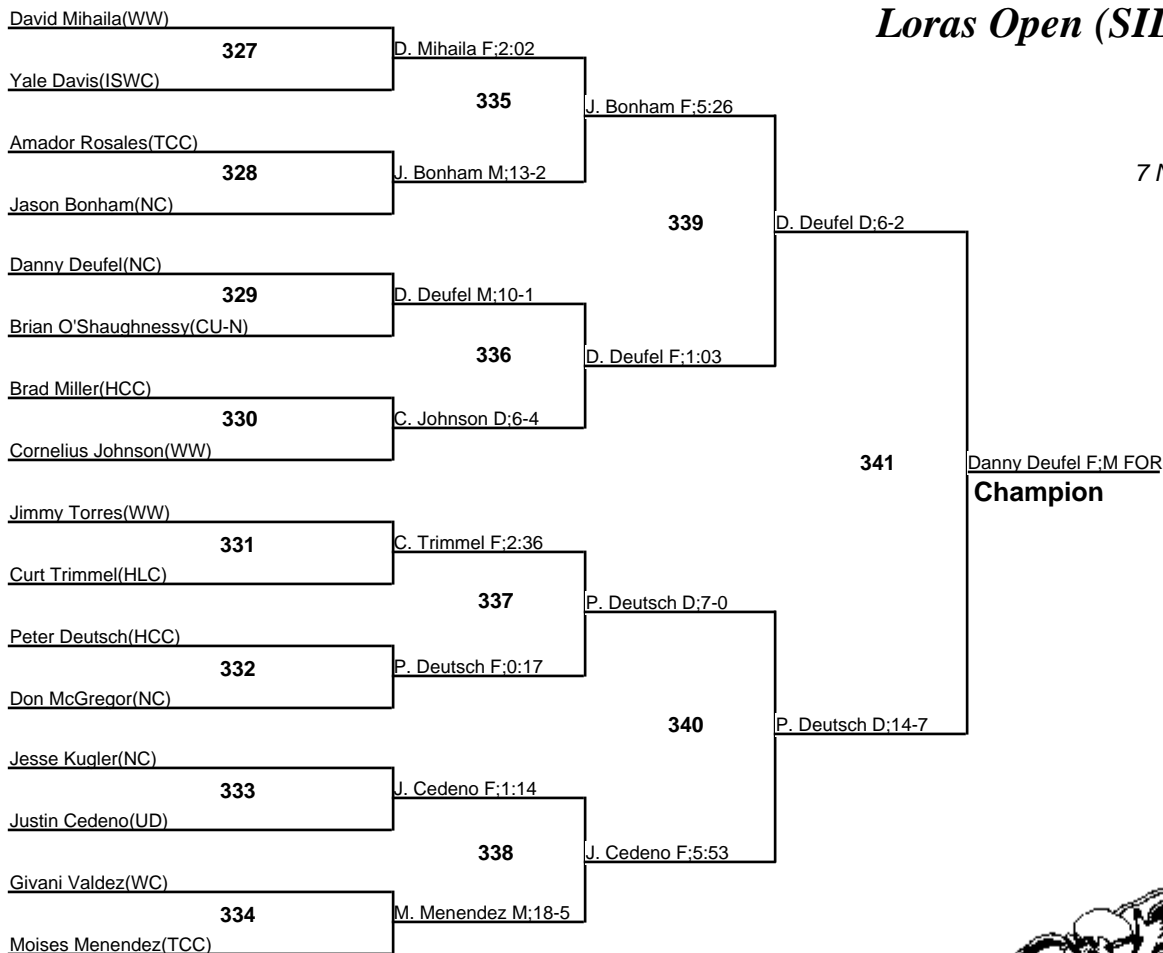 David Mihaila(WW)
Loras Open (SIL
327
D. Mihaila F;2:02
Yale Davis(ISWC)
335
J. Bonham F;5:26
Amador Rosales(TCC)
328
J. Bonham M;13-2
7 N
Jason Bonham(NC)
339
D. Deufel D;6-2
Danny Deufel(NC)
329
D. Deufel M;10-1
Brian O'Shaughnessy(CU-N)
336
D. Deufel F;1:03
Brad Miller(HCC)
330
C. Johnson D;6-4
Cornelius Johnson(WW)
341
Danny Deufel F;M FOR
Champion
Jimmy Torres(WW)
331
C. Trimmel F;2:36
Curt Trimmel(HLC)
337
P. Deutsch D;7-0
Peter Deutsch(HCC)
332
P. Deutsch F;0:17
Don McGregor(NC)
340
P. Deutsch D;14-7
Jesse Kugler(NC)
333
J. Cedeno F;1:14
Justin Cedeno(UD)
338
J. Cedeno F;5:53
Givani Valdez(WC)
334
M. Menendez M;18-5
Moises Menendez(TCC)